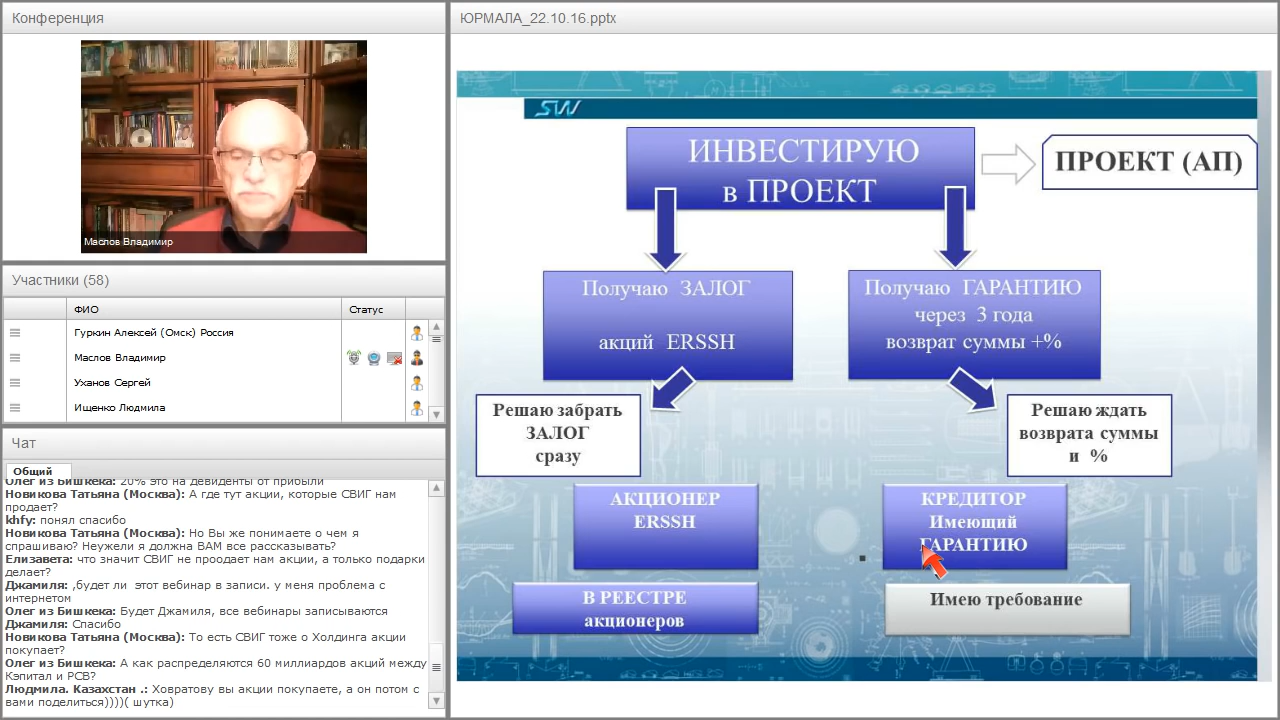 Конференция
Маслов Владимир
Участники (58)
ФИО
Статус
Гуркин Алексей (Омск) Россия
Маслов Владимир
Уханов Сергей
Ищенко Людмила
Чат
Общий
Олег из Бишкека: 20% это на девиденты от прибыли
Новикова Татьяна (Москва): А где тут акции, которые СВИГ нам
продает?
khfy: понял спасибо
Новикова Татьяна (Москва): Но Вы же понимаете о чем я
спрашиваю? Неужели я должна ВАМ все рассказывать?
Елизавета: что значит СВИГ не проодает нам акции, а только подарки
делает?
Джамиля: ,будет ли этот вебинар в записи. у меня проблема с
интернетом
Олег из Бишкека: Будет Джамиля, все вебинары записываются
Джамиля: Спасибо
Новикова Татьяна (Москва): То есть СВИГ тоже о Холдинга акции
покупает?
Олег из Бишкека: А как распределяются 60 миллиардов акций между
Кэпитал и РСВ?
Людмила. Казахстан .: Ховратову вы акции покупаете, а он потом с
вами поделиться))))( шутка)
ЮРМАЛА_22.10.16.pptx
SW
ИНВЕСТИРУЮ
в ПРОЕКТ
ПРОЕКТ (АП)
Получаю ЗАЛОГ
акций ERSSH
Получаю ГАРАНТИЮ
через 3 года
возврат суммы +%
Решаю забрать
ЗАЛОГ
сразу
Решаю ждать
возврата суммы
и %
АКЦИОНЕР
ERSSH
КРЕДИТОР
Имеющий
ГАРАНТИЮ
В РЕЕСТРЕ
акционеров
Имею требование